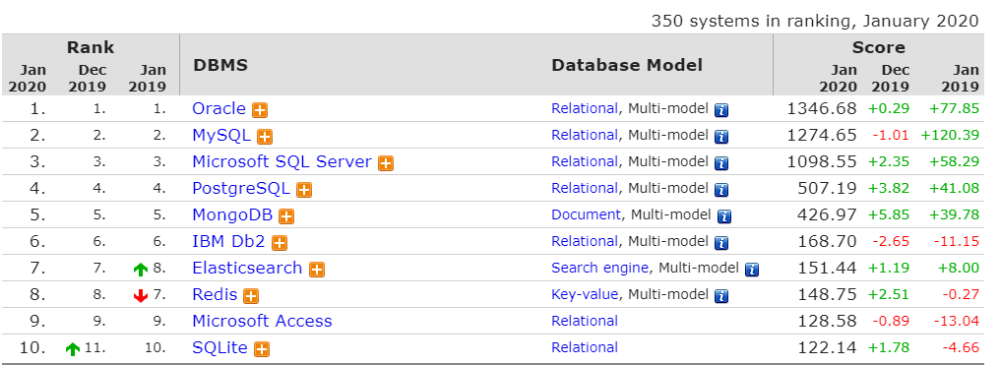 350 systems in ranking, January 2020
Rank DBMS Database Model Score
Jan 2020 Dec 2019 Jan 2019 Jan 2020 Dec 2019 Jan 2019
1. 1. 1. Oracle Relational, Multi-model 1346.68 +0.29 +77.85
2. 2. 2. MySQL Relational, Multi-model 1274.65 -1.01 +120.39
3. 3. 3. Microsoft SQL Server Relational, Multi-model 1098.55 +2.35 +58.29
4. 4. 4. PostgreSQL Relational, Multi-model 507.19 +3.82 +41.08
5. 5. 5. MongoDB Document, Multi-model 426.97 +5.85 +39.78
6. 6. 6. IBM Db2 Relational, Multi-model 168.70 -2.65 -11.15
7. 7. 8. Elasticsearch Search engine, Multi-model 151.44 +1.19 +8.00
8. 8. 7. Redis Key-value, Multi-model 148.75 +2.51 -0.27
9. 9. 9. Microsoft Access Relational 128.58 -0.89 -13.04
10. 11. 10. SQLite Relational 122.14 +1.78 -4.66